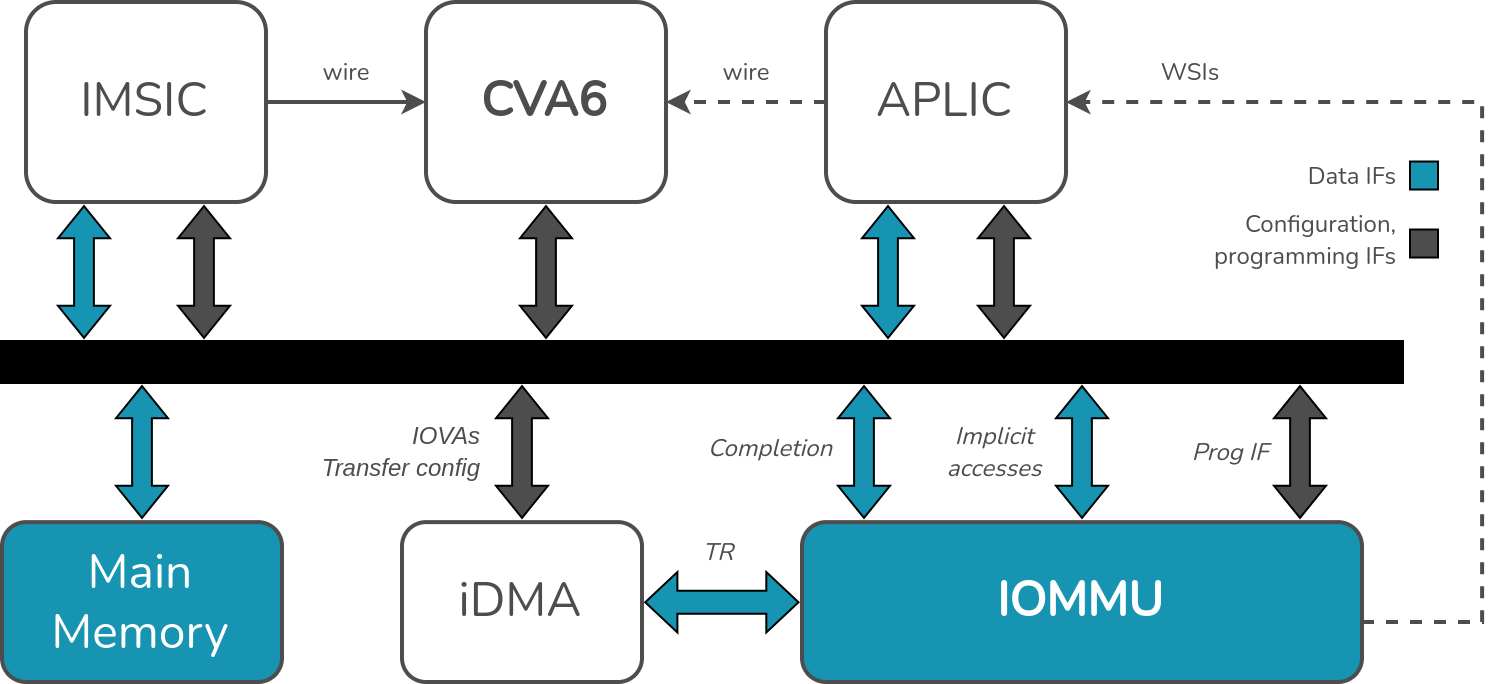 IMSIC
wire
CVA6
wire
APLIC
WSIs
Data IFs
Configuration,
programming IFs
IOVAs
Transfer config
Completion
Implicit
accesses
Prog IF
Main
Memory
iDMA
TR
IOMMU